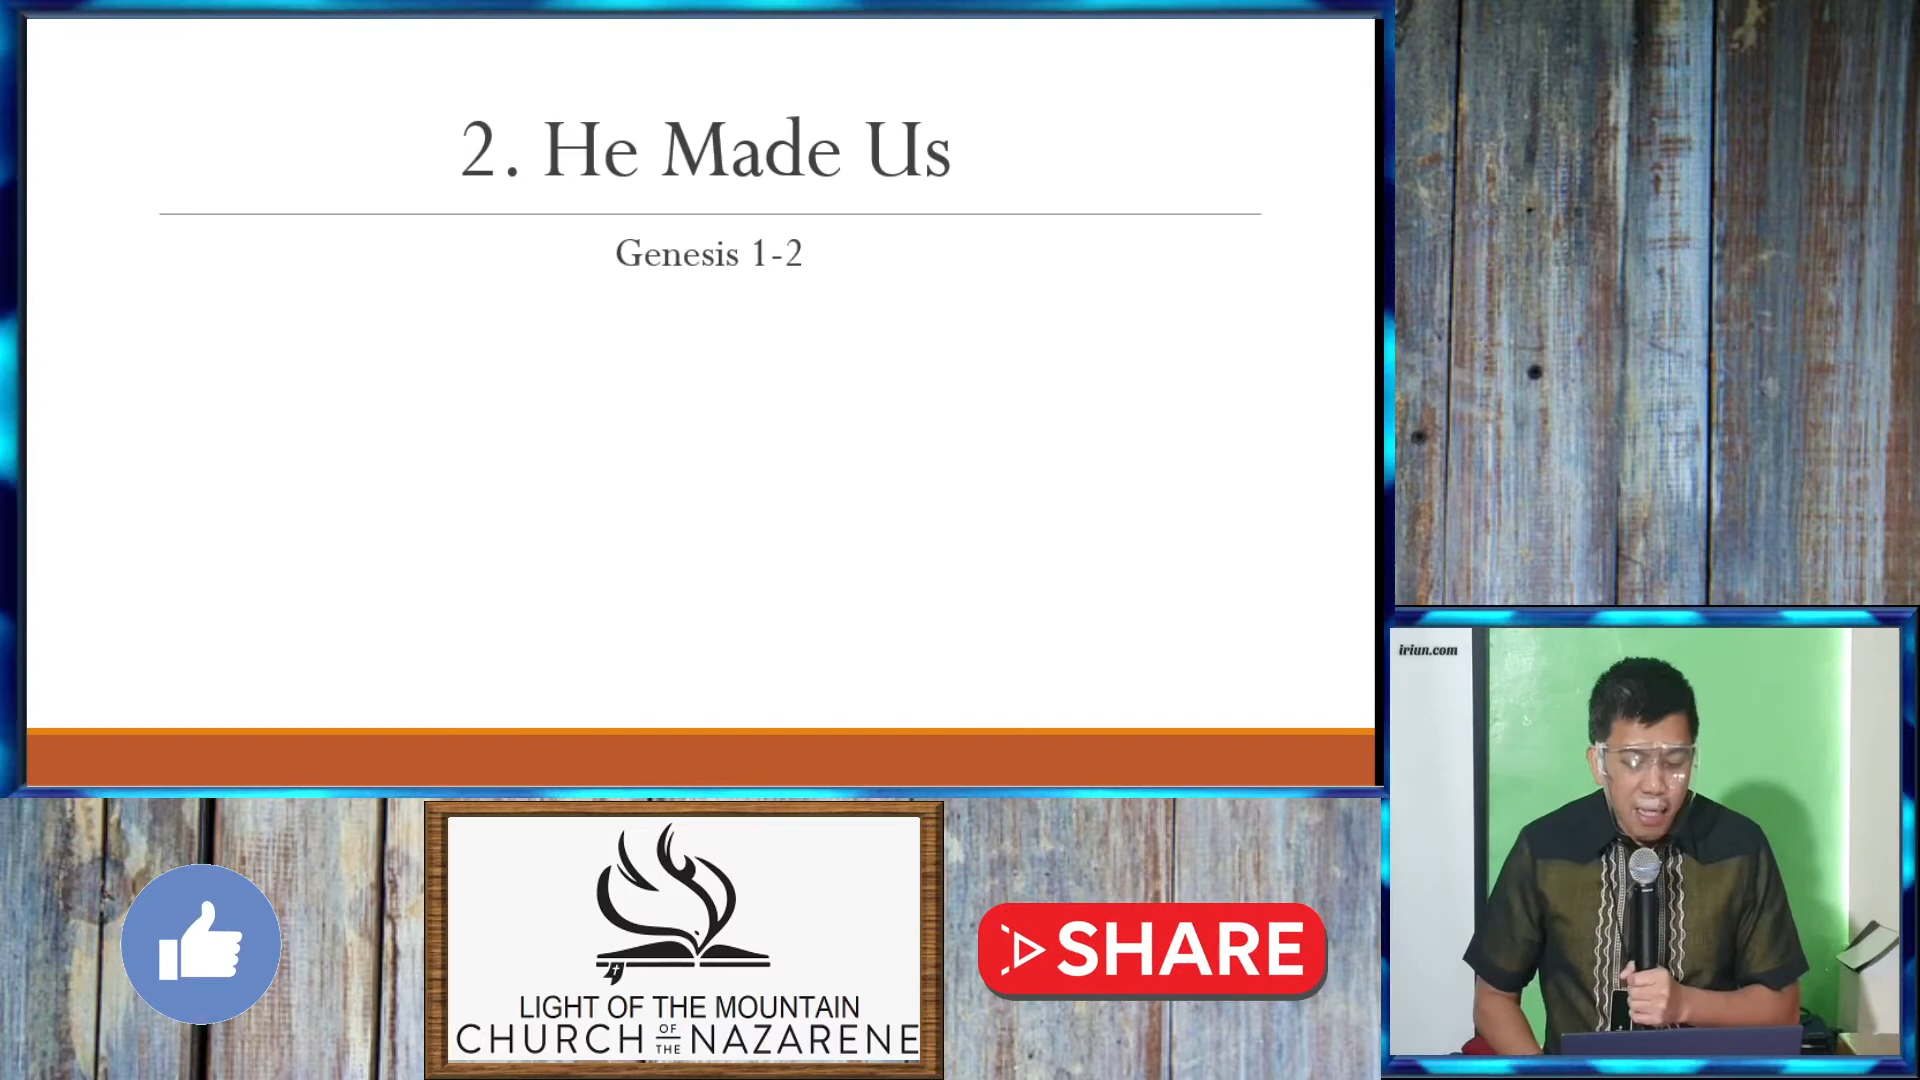 2. He Made Us
Genesis 1-2
iriun.com
LIGHT OF THE MOUNTAIN
CHURCH OF THE NAZARENE
SHARE